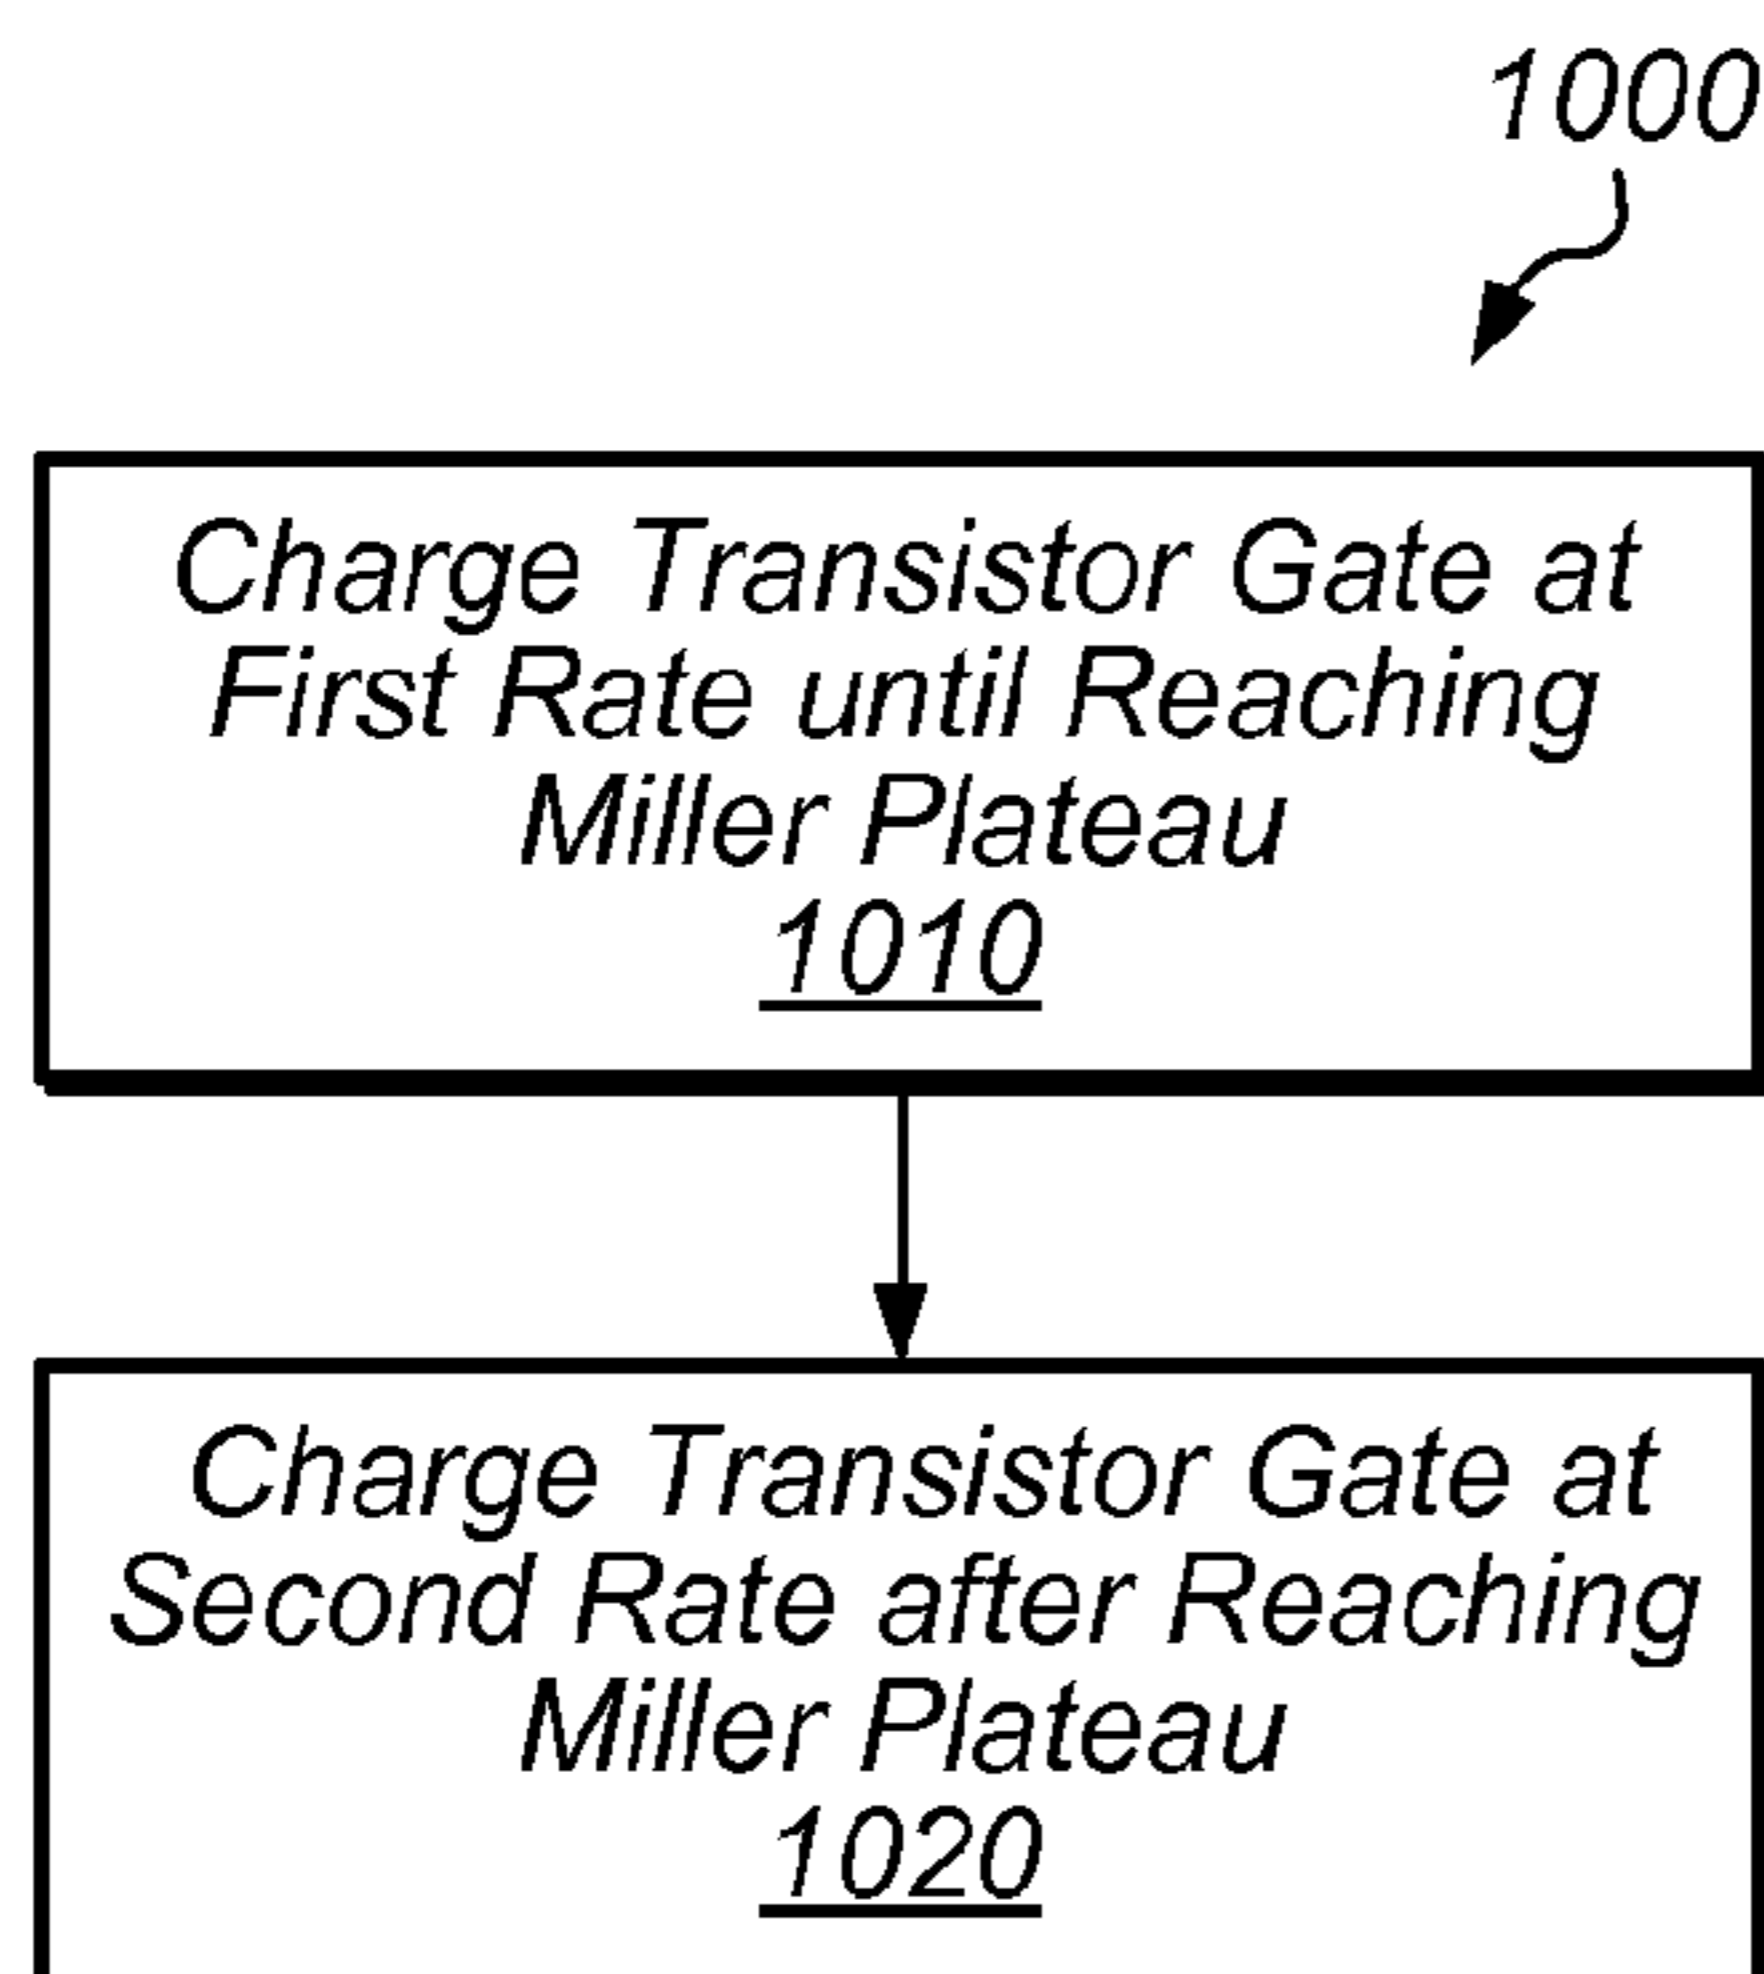 1000
Charge Transistor Gate at
First Rate until Reaching
Miller Plateau
1010
Charge Transistor Gate at
Second Rate after Reaching
Miller Plateau
1020